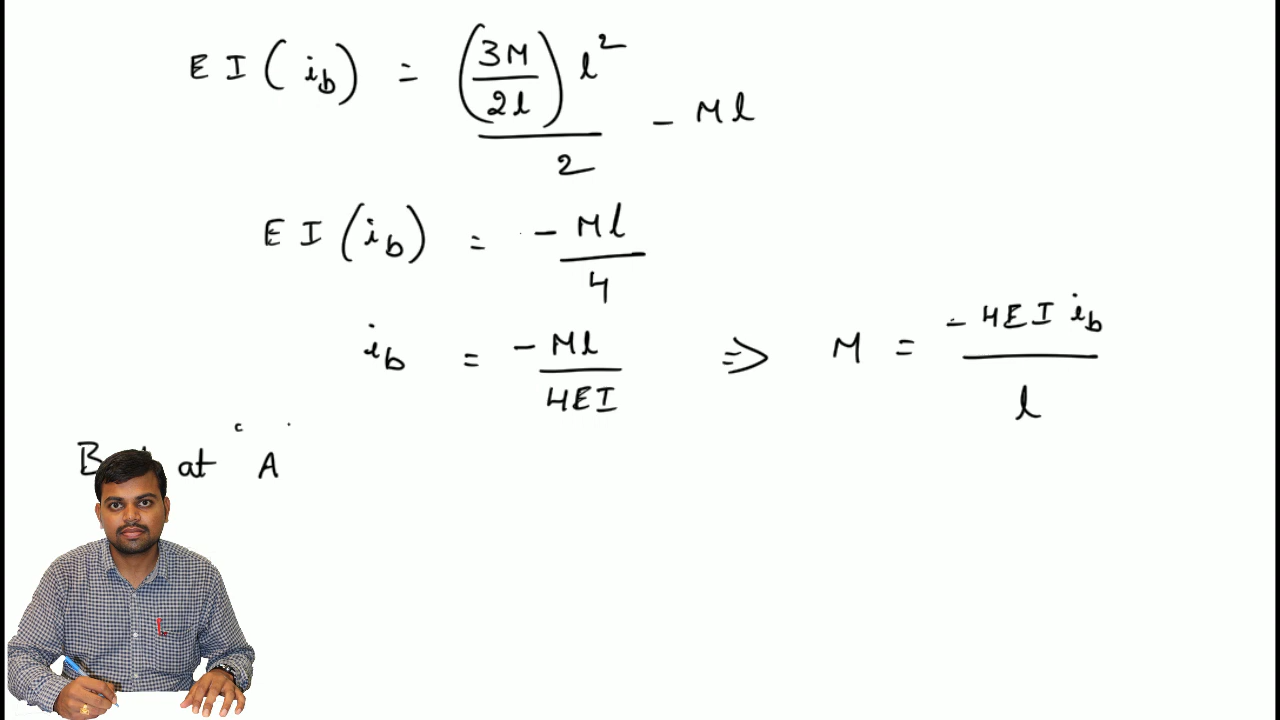 EI(i_b) = (3M/2l) l² / 2 - Ml
EI(i_b) = - Ml/4
i_b = - Ml/4EI ⇒ M = - 4EI i_b/l
at "A